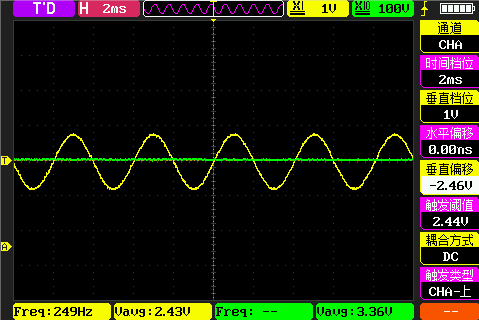 T'D H 2ms X1 1V X10 100V
通道
CHA
时间档位
2ms
垂直档位
1V
水平偏移
0.00ns
垂直偏移
-2.46V
触发阈值
2.44V
耦合方式
DC
触发类型
CHA-上
T
A
Freq:249Hz Vavg:2.43V Freq: -- Vavg:3.36V --